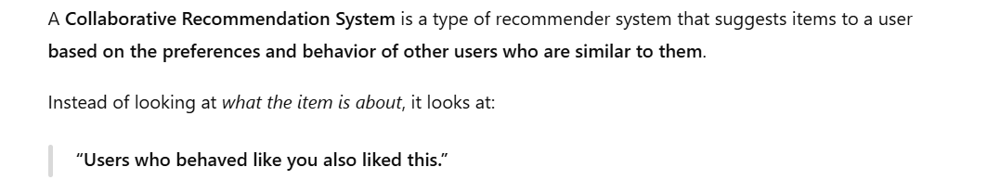 A Collaborative Recommendation System is a type of recommender system that suggests items to a user
based on the preferences and behavior of other users who are similar to them.
Instead of looking at what the item is about, it looks at:
“Users who behaved like you also liked this.”